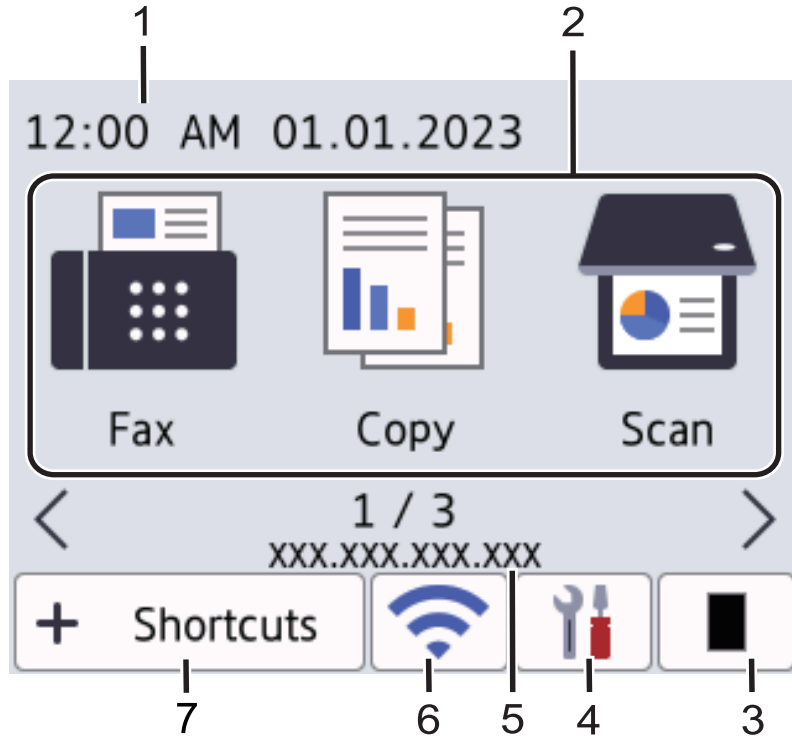 1 2
12:00 AM 01.01.2023
Fax Copy Scan
1 / 3
XXX.XXX.XXX.XXX
+ Shortcuts
7 6 5 4 3